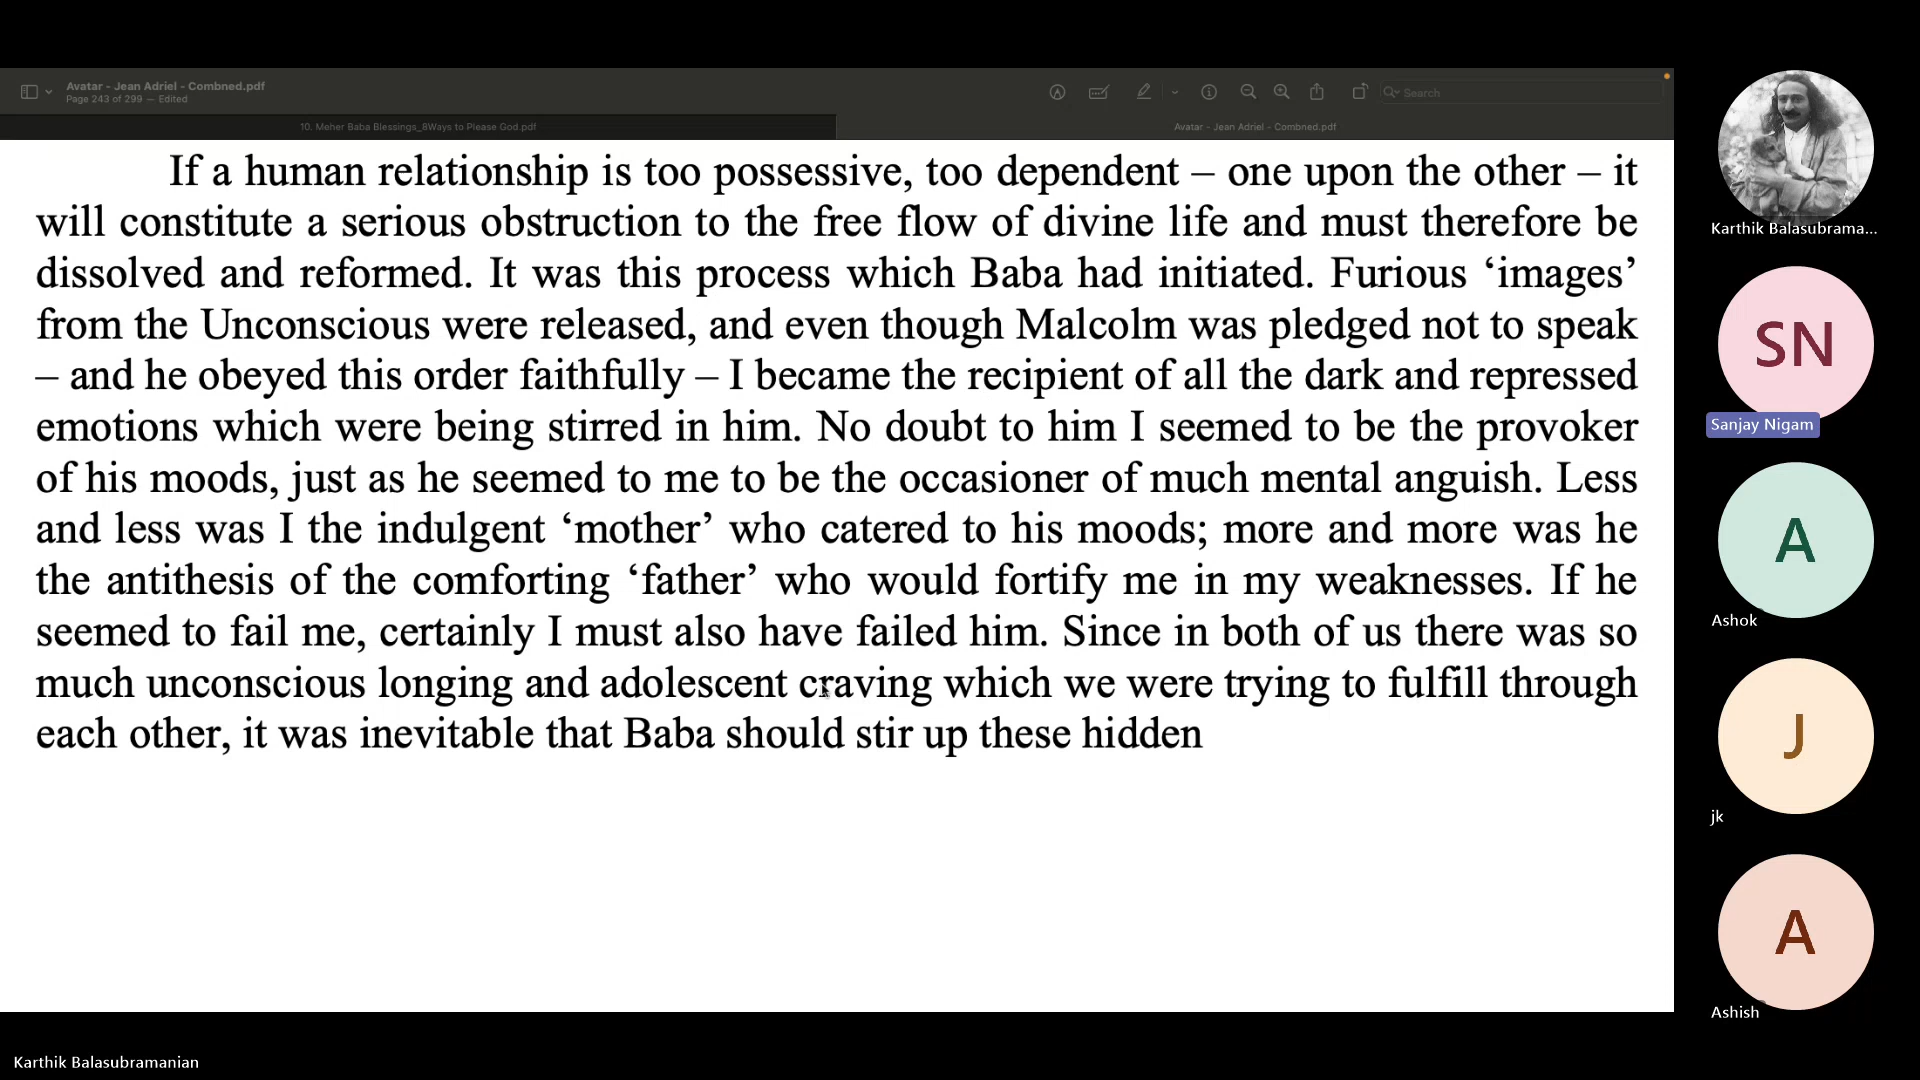 Avatar - Jean Adriel - Combned.pdf
Page 243 of 299 — Edited
Search
10. Meher Baba Blessings_8Ways to Please God.pdf
Avatar - Jean Adriel - Combned.pdf
If a human relationship is too possessive, too dependent – one upon the other – it
will constitute a serious obstruction to the free flow of divine life and must therefore be
dissolved and reformed. It was this process which Baba had initiated. Furious ‘images’
from the Unconscious were released, and even though Malcolm was pledged not to speak
– and he obeyed this order faithfully – I became the recipient of all the dark and repressed
emotions which were being stirred in him. No doubt to him I seemed to be the provoker
of his moods, just as he seemed to me to be the occasioner of much mental anguish. Less
and less was I the indulgent ‘mother’ who catered to his moods; more and more was he
the antithesis of the comforting ‘father’ who would fortify me in my weaknesses. If he
seemed to fail me, certainly I must also have failed him. Since in both of us there was so
much unconscious longing and adolescent craving which we were trying to fulfill through
each other, it was inevitable that Baba should stir up these hidden
Karthik Balasubrama...
SN
Sanjay Nigam
A
Ashok
J
jk
A
Ashish
Karthik Balasubramanian